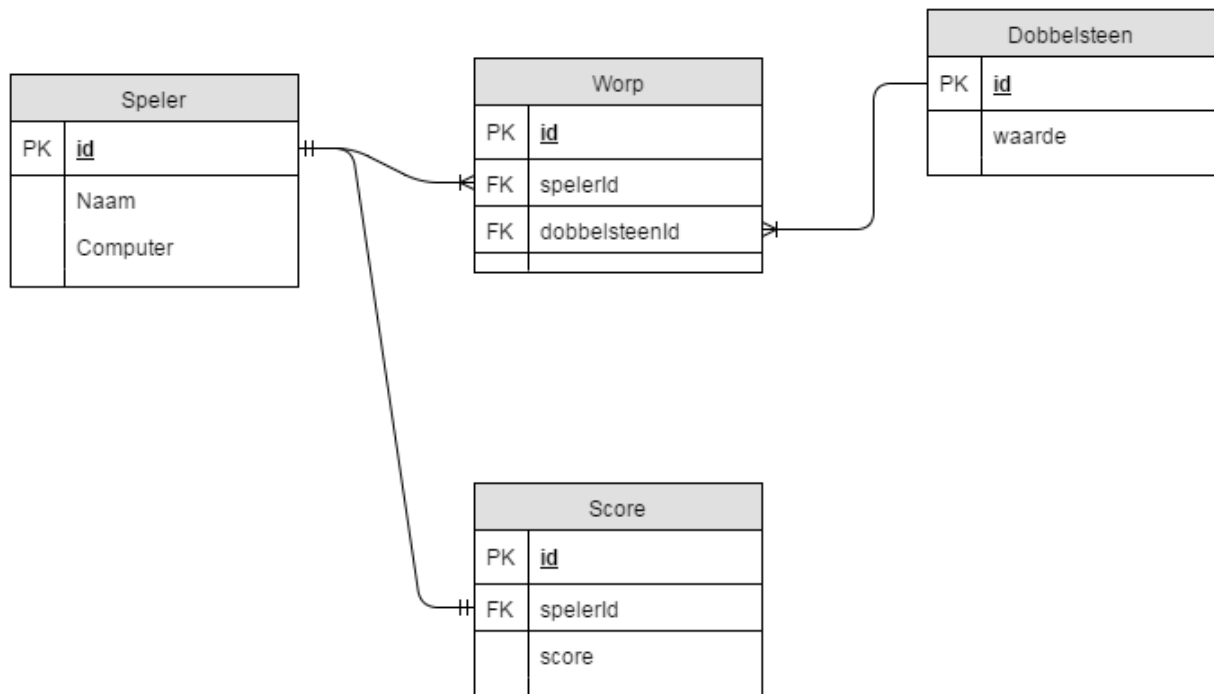 Speler
PK id
Naam
Computer
Worp
PK id
FK spelerId
FK dobbelsteenId
Dobbelsteen
PK id
waarde
Score
PK id
FK spelerId
score